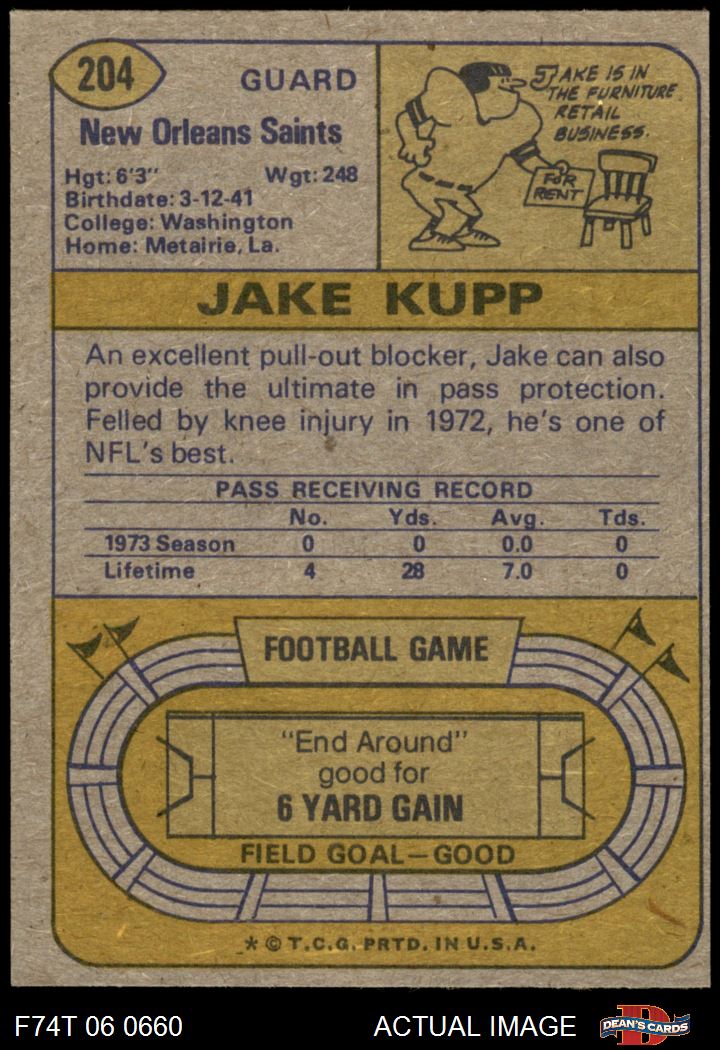 204
GUARD
New Orleans Saints
Hgt: 6'3" Wgt: 248
Birthdate: 3-12-41
College: Washington
Home: Metairie, La.
JAKE IS IN
THE FURNITURE
RETAIL
BUSINESS.
FOR
RENT
JAKE KUPP
An excellent pull-out blocker, Jake can also
provide the ultimate in pass protection.
Felled by knee injury in 1972, he's one of
NFL's best.
PASS RECEIVING RECORD
No. Yds. Avg. Tds.
1973 Season 0 0 0.0 0
Lifetime 4 28 7.0 0
FOOTBALL GAME
"End Around"
good for
6 YARD GAIN
FIELD GOAL—GOOD
* © T.C.G. PRTD. IN U.S.A.
F74T 06 0660 ACTUAL IMAGE
D
DEAN'S CARDS